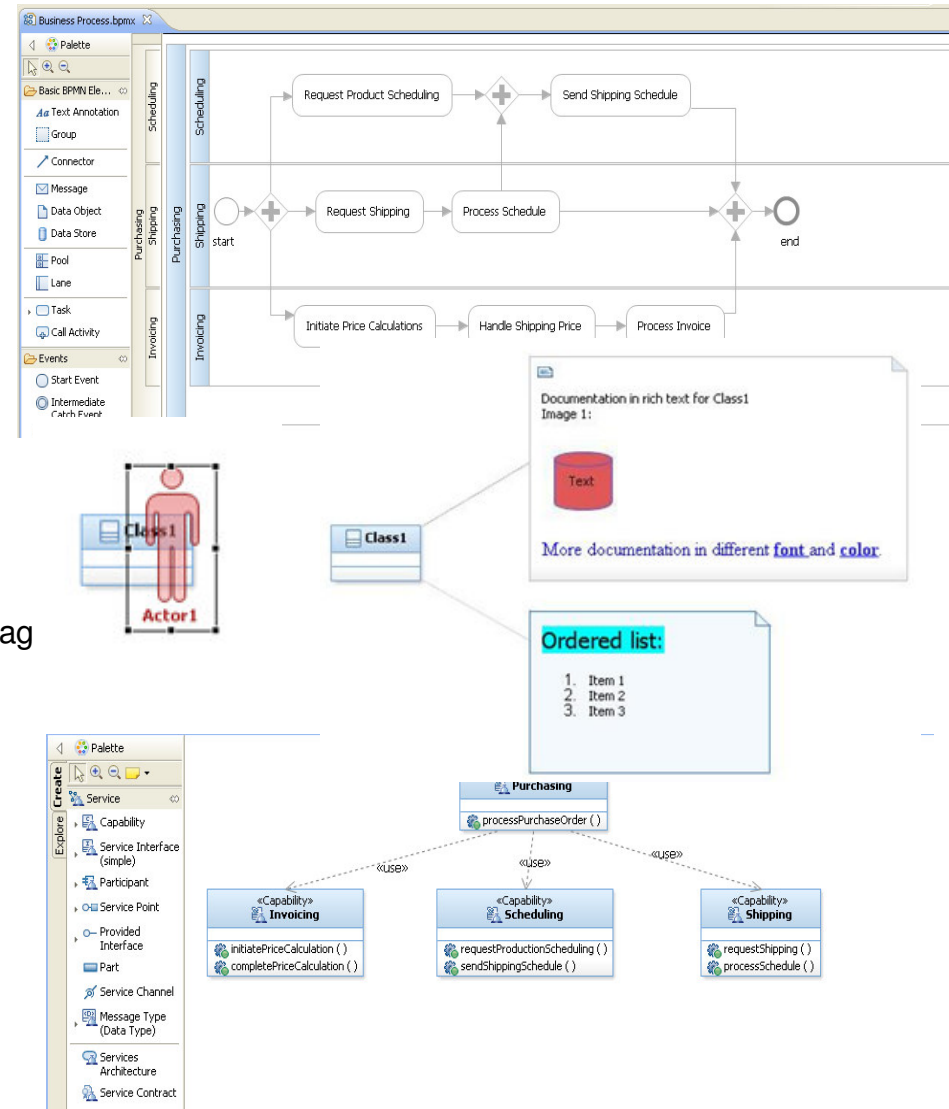 Business Process.bpmx
Palette
Basic BPMN Ele...
Aa Text Annotation
Group
Connector
Message
Data Object
Data Store
Pool
Lane
Task
Call Activity
Events
Start Event
Intermediate
Catch Event
Purchasing
Scheduling
Shipping
Invoicing
Purchasing
Scheduling
Request Product Scheduling
Send Shipping Schedule
Shipping
start
Request Shipping
Process Schedule
end
Invoicing
Initiate Price Calculations
Handle Shipping Price
Process Invoice
Class1
Actor1
ag
Class1
Documentation in rich text for Class1
Image 1:
Text
More documentation in different font and color.
Ordered list:
1. Item 1
2. Item 2
3. Item 3
Palette
Create
Explore
Service
Capability
Service Interface
(simple)
Participant
Service Point
Provided
Interface
Part
Service Channel
Message Type
(Data Type)
Services
Architecture
Service Contract
Purchasing
processPurchaseOrder ( )
«use»
«use»
«use»
«Capability»
Invoicing
initiatePriceCalculation ( )
completePriceCalculation ( )
«Capability»
Scheduling
requestProductionScheduling ( )
sendShippingSchedule ( )
«Capability»
Shipping
requestShipping ( )
processSchedule ( )